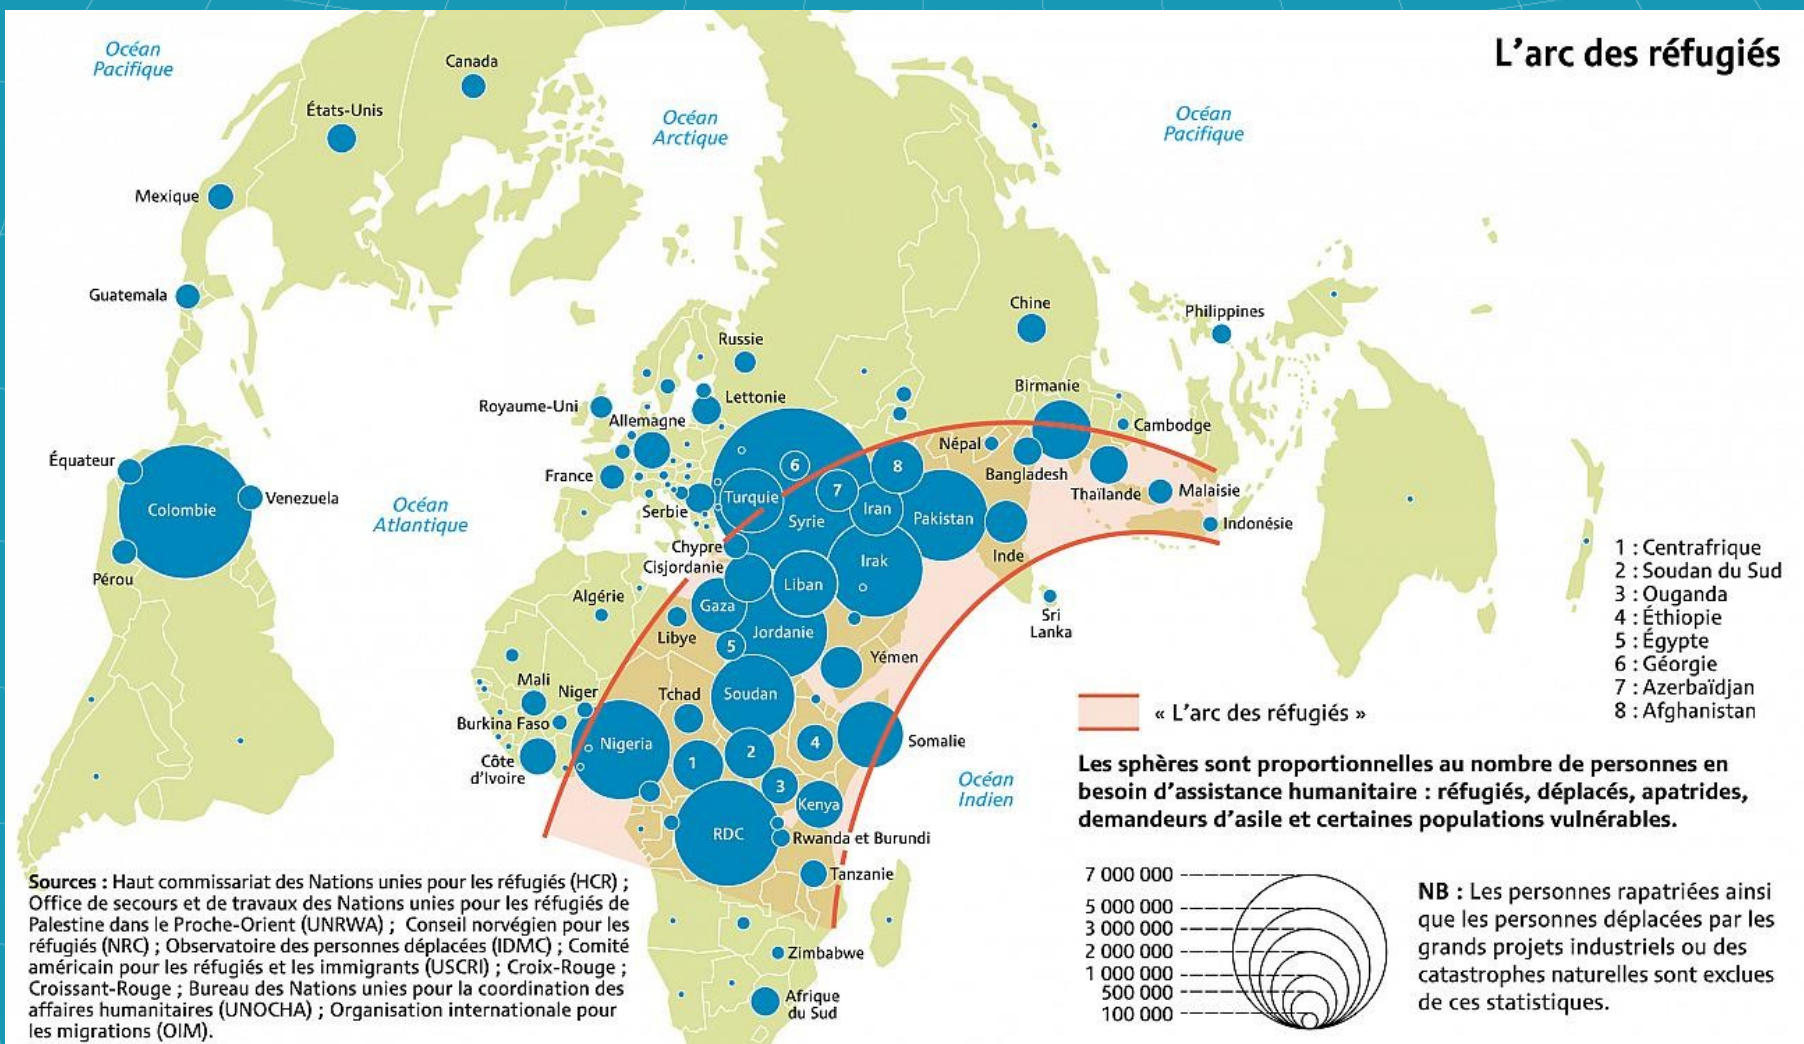 L'arc des réfugiés
Océan
Pacifique
Canada
États-Unis
Océan
Arctique
Océan
Pacifique
Mexique
Guatemala
Chine
Philippines
Russie
Birmanie
Royaume-Uni
Lettonie
Allemagne
Cambodge
Népal
Équateur
6
8
France
Bangladesh
Colombie
Venezuela
Océan
Atlantique
Turquie
7
Iran
Pakistan
Thaïlande
Malaisie
Serbie
Syrie
Indonésie
Chypre
Cisjordanie
Irak
Inde
Pérou
Liban
Algérie
Gaza
Sri
Lanka
Libye
5
Jordanie
Yémen
Mali
Niger
Tchad
Soudan
Burkina Faso
Nigeria
1
2
4
Somalie
Côte
d'Ivoire
3
Kenya
Océan
Indien
RDC
Rwanda et Burundi
Tanzanie
Zimbabwe
Afrique
du Sud
1 : Centrafrique
2 : Soudan du Sud
3 : Ouganda
4 : Éthiopie
5 : Égypte
6 : Géorgie
7 : Azerbaïdjan
8 : Afghanistan
« L'arc des réfugiés »
Les sphères sont proportionnelles au nombre de personnes en
besoin d'assistance humanitaire : réfugiés, déplacés, apatrides,
demandeurs d'asile et certaines populations vulnérables.
7 000 000
5 000 000
3 000 000
2 000 000
1 000 000
500 000
100 000
NB : Les personnes rapatriées ainsi
que les personnes déplacées par les
grands projets industriels ou des
catastrophes naturelles sont exclues
de ces statistiques.
Sources : Haut commissariat des Nations unies pour les réfugiés (HCR) ;
Office de secours et de travaux des Nations unies pour les réfugiés de
Palestine dans le Proche-Orient (UNRWA) ; Conseil norvégien pour les
réfugiés (NRC) ; Observatoire des personnes déplacées (IDMC) ; Comité
américain pour les réfugiés et les immigrants (USCRI) ; Croix-Rouge ;
Croissant-Rouge ; Bureau des Nations unies pour la coordination des
affaires humanitaires (UNOCHA) ; Organisation internationale pour
les migrations (OIM).